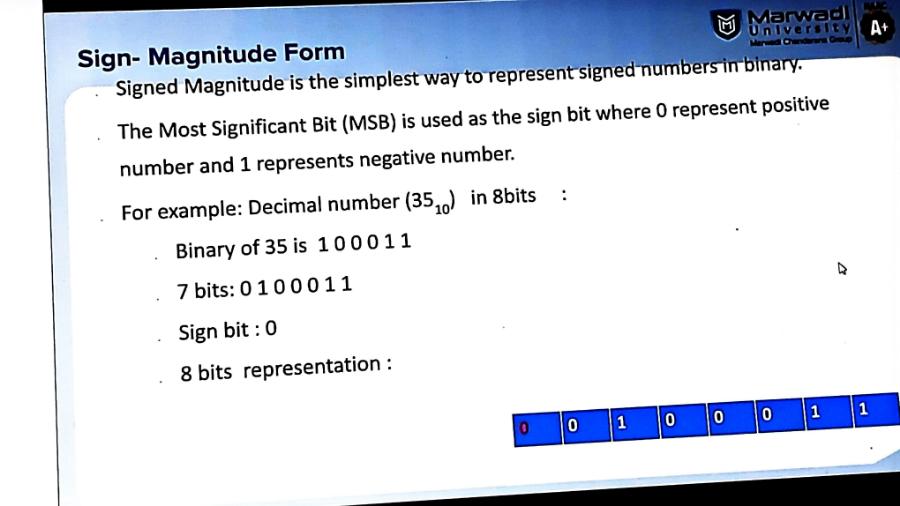 Marwadi
University
Marwadi Chandarana Group
A+
Sign- Magnitude Form
Signed Magnitude is the simplest way to represent signed numbers in binary.
The Most Significant Bit (MSB) is used as the sign bit where 0 represent positive
number and 1 represents negative number.
For example: Decimal number (35₁₀) in 8bits :
Binary of 35 is 1 0 0 0 1 1
7 bits: 0 1 0 0 0 1 1
Sign bit : 0
8 bits representation :
0 0 1 0 0 0 1 1